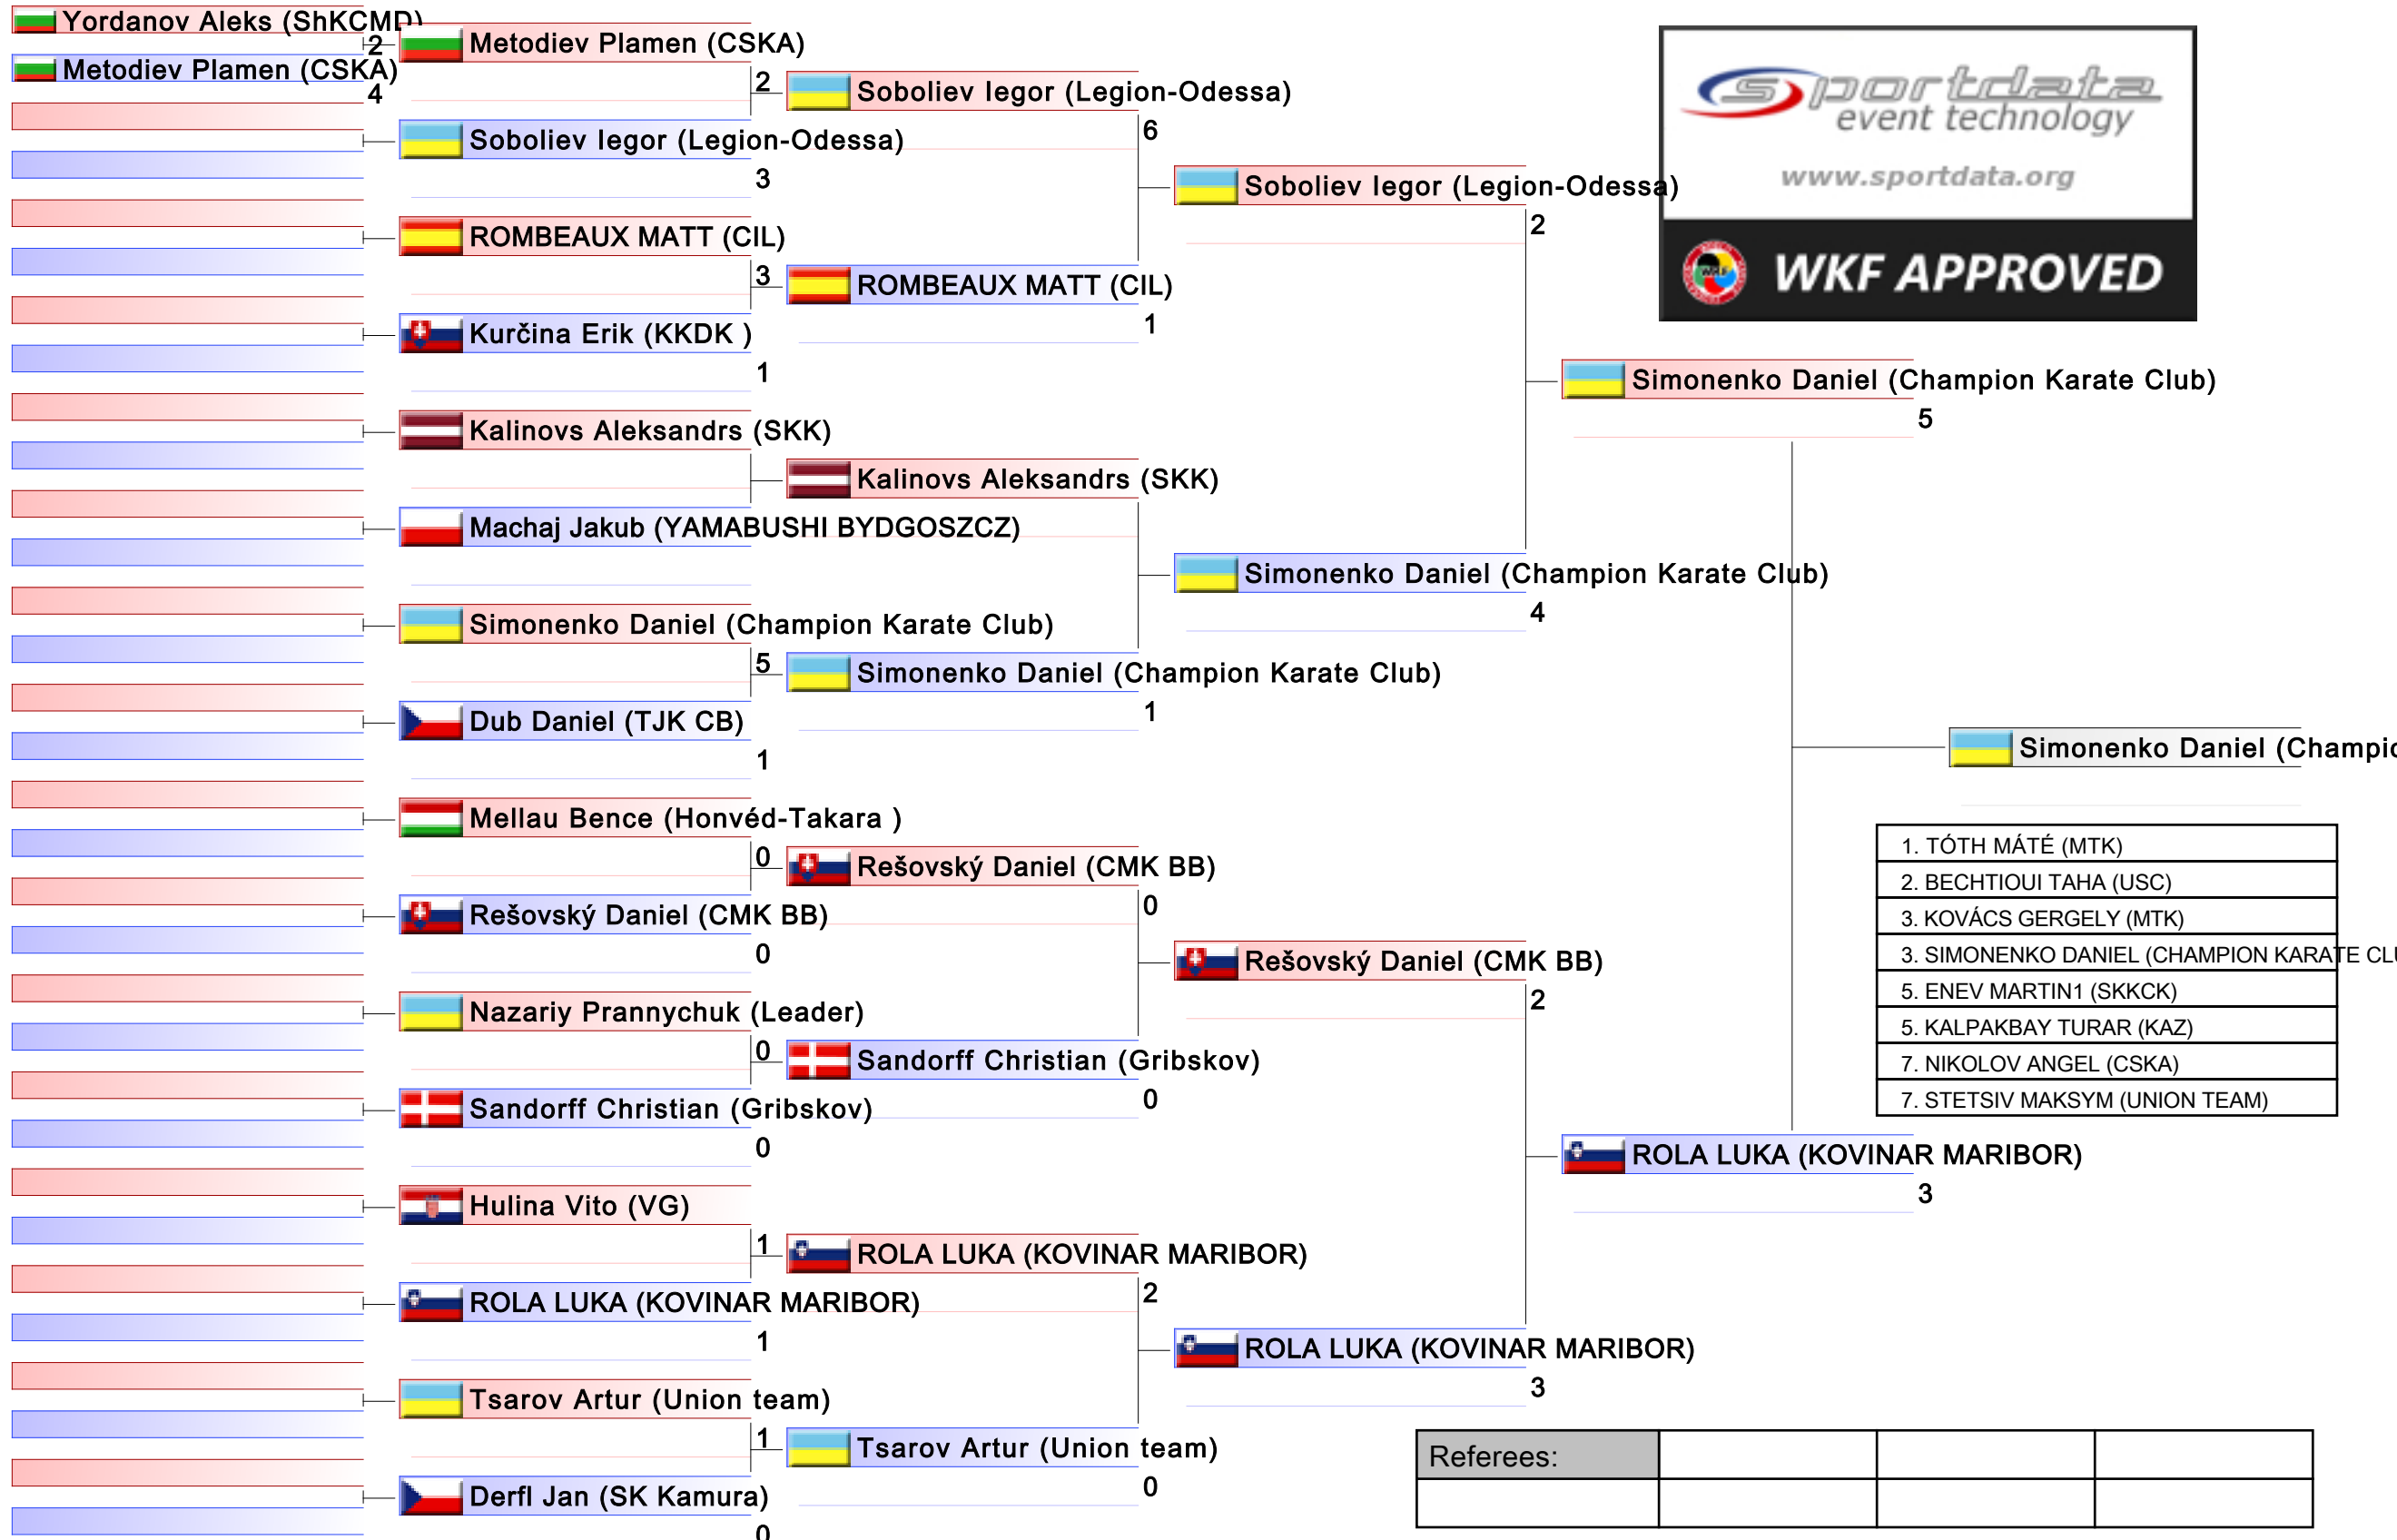 Yordanov Aleks (ShKCMD)
2
Metodiev Plamen (CSKA)
4
Metodiev Plamen (CSKA)
2
Soboliev Iegor (Legion-Odessa)
3
ROMBEAUX MATT (CIL)
3
Kurčina Erik (KKDK )
1
Kalinovs Aleksandrs (SKK)
Machaj Jakub (YAMABUSHI BYDGOSZCZ)
Simonenko Daniel (Champion Karate Club)
5
Dub Daniel (TJK CB)
1
Mellau Bence (Honvéd-Takara )
0
Rešovský Daniel (CMK BB)
0
Nazariy Prannychuk (Leader)
0
Sandorff Christian (Gribskov)
0
Hulina Vito (VG)
1
ROLA LUKA (KOVINAR MARIBOR)
1
Tsarov Artur (Union team)
1
Derfl Jan (SK Kamura)
0
Soboliev Iegor (Legion-Odessa)
6
ROMBEAUX MATT (CIL)
1
Kalinovs Aleksandrs (SKK)
Simonenko Daniel (Champion Karate Club)
1
Rešovský Daniel (CMK BB)
0
Sandorff Christian (Gribskov)
0
ROLA LUKA (KOVINAR MARIBOR)
2
Tsarov Artur (Union team)
0
Soboliev Iegor (Legion-Odessa)
2
Simonenko Daniel (Champion Karate Club)
4
Rešovský Daniel (CMK BB)
2
ROLA LUKA (KOVINAR MARIBOR)
3
Simonenko Daniel (Champion Karate Club)
5
ROLA LUKA (KOVINAR MARIBOR)
3
Simonenko Daniel (Champio
sportdata
event technology
www.sportdata.org
WKF
WKF APPROVED
1. TÓTH MÁTÉ (MTK)
2. BECHTIOUI TAHA (USC)
3. KOVÁCS GERGELY (MTK)
3. SIMONENKO DANIEL (CHAMPION KARATE CLU
5. ENEV MARTIN1 (SKKCK)
5. KALPAKBAY TURAR (KAZ)
7. NIKOLOV ANGEL (CSKA)
7. STETSIV MAKSYM (UNION TEAM)
Referees: